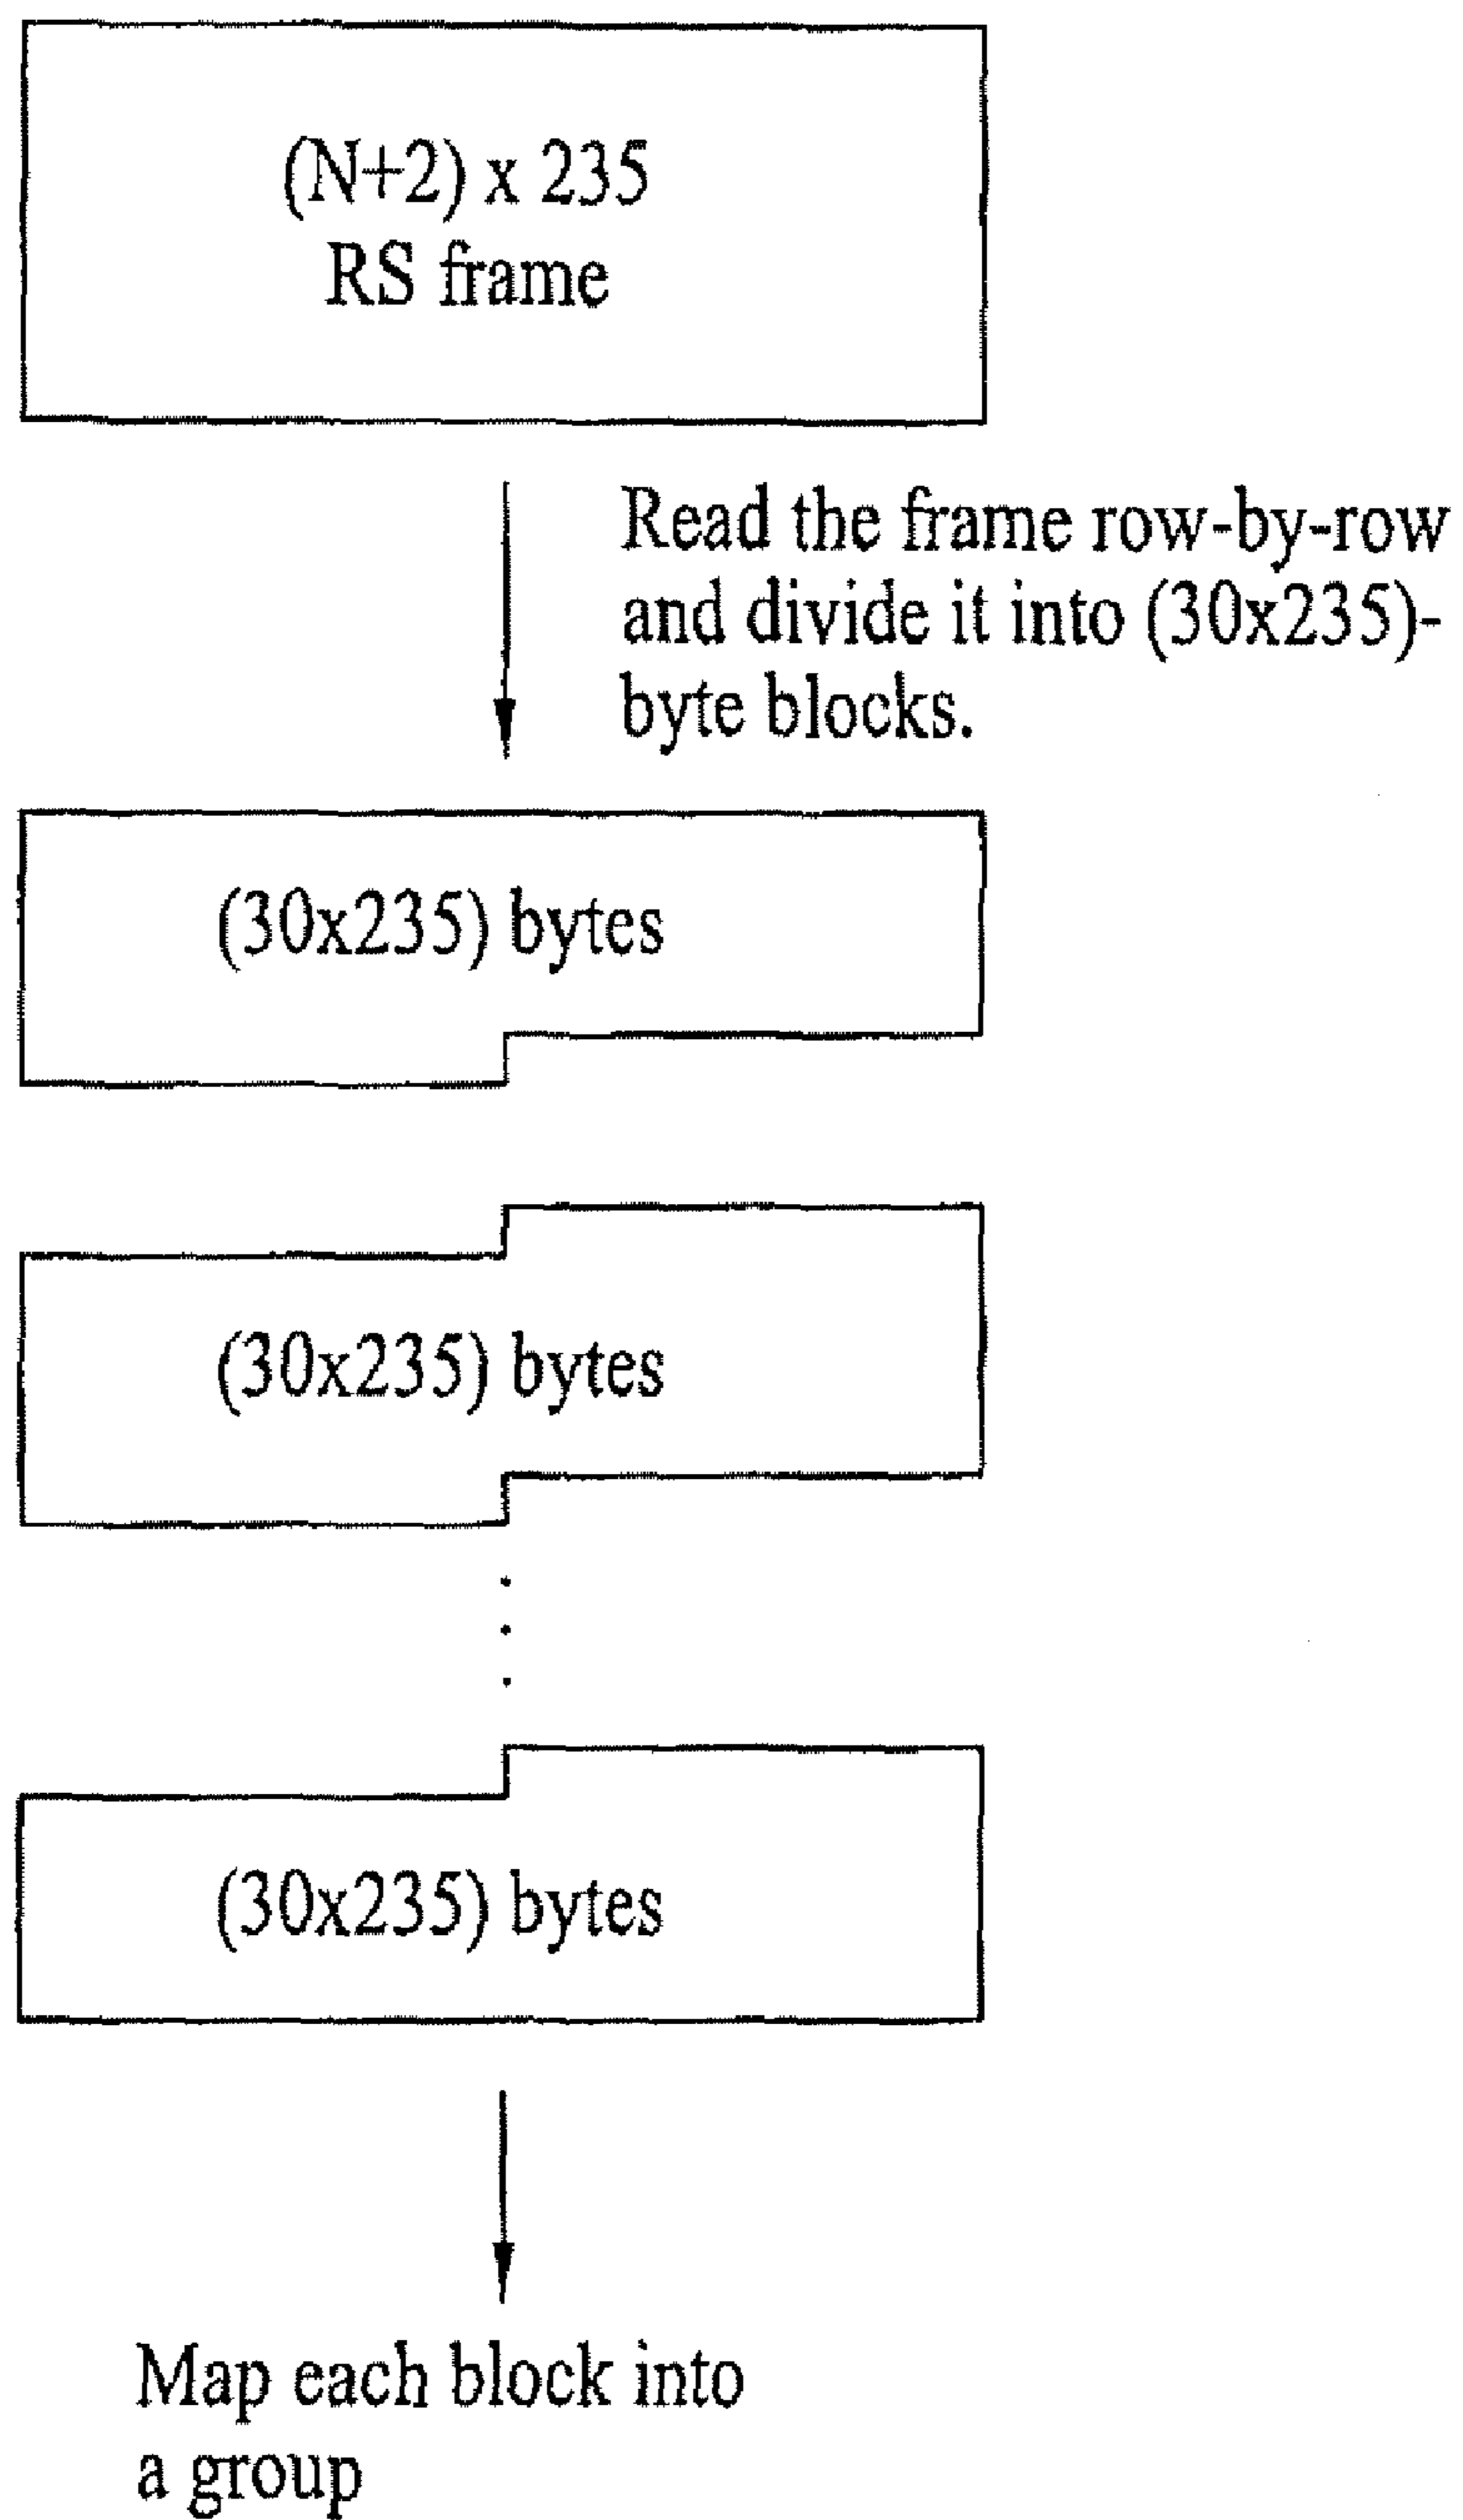 (N+2) x 235
RS frame
Read the frame row-by-row
and divide it into (30x235)-
byte blocks.
(30x235) bytes
(30x235) bytes
(30x235) bytes
Map each block into
a group